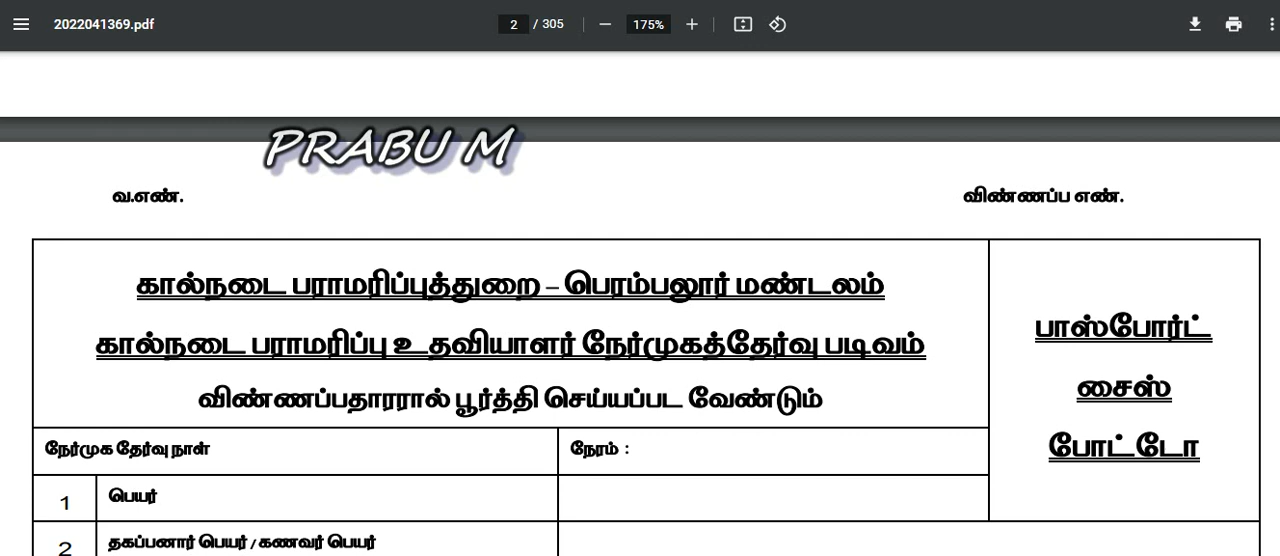 2022041369.pdf
2 / 305
175%
PRABU M
வ.எண்.
விண்ணப்ப எண்.
கால்நடை பராமரிப்புத்துறை – பெரம்பலூர் மண்டலம்
கால்நடை பராமரிப்பு உதவியாளர் நேர்முகத்தேர்வு படிவம்
விண்ணப்பதாரரால் பூர்த்தி செய்யப்பட வேண்டும்
பாஸ்போர்ட்
சைஸ்
போட்டோ
நேர்முக தேர்வு நாள்
நேரம் :
1 பெயர்
2 தகப்பனார் பெயர் / கணவர் பெயர்